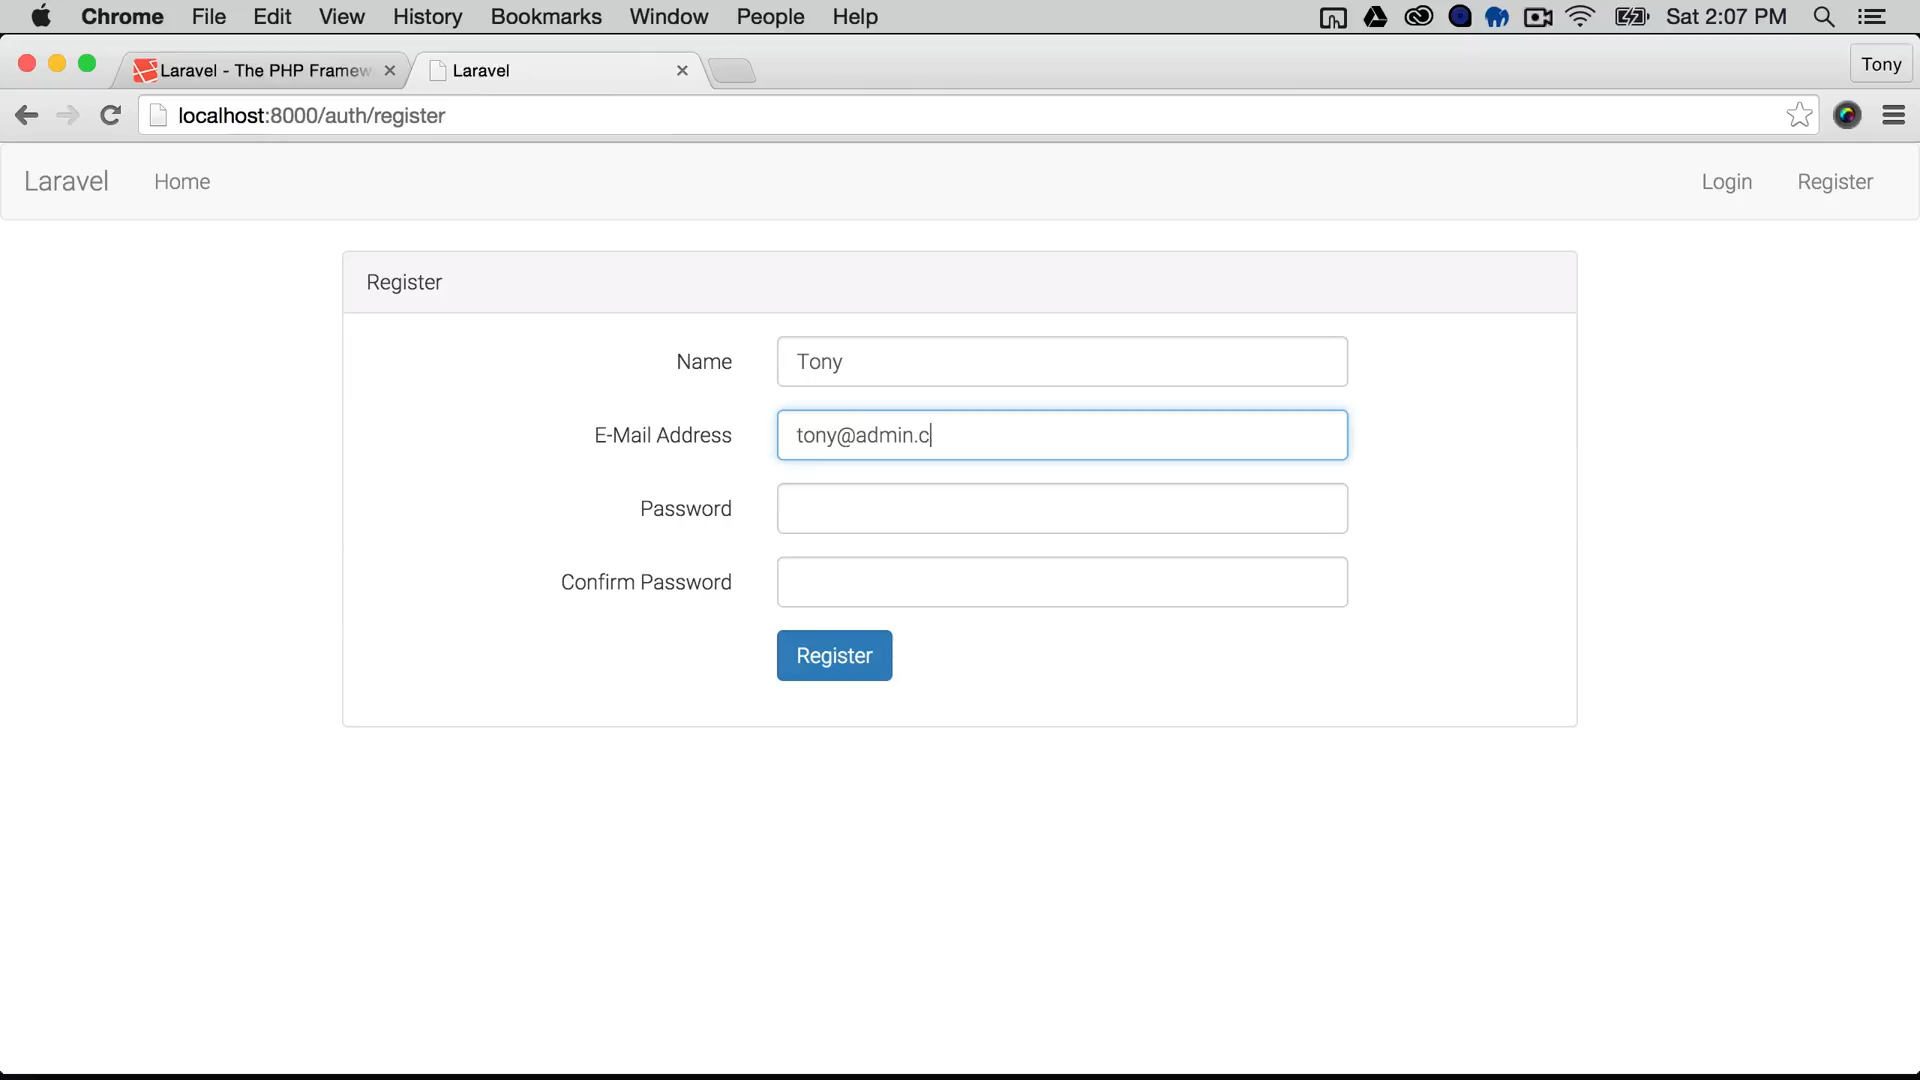 Chrome File Edit View History Bookmarks Window People Help Sat 2:07 PM
Laravel - The PHP Framew Laravel Tony
localhost:8000/auth/register
Laravel Home Login Register
Register
Name Tony
E-Mail Address tony@admin.c
Password
Confirm Password
Register